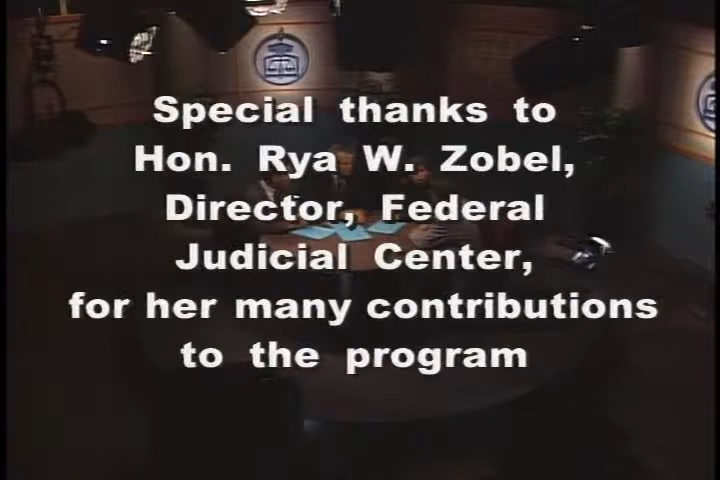 Special thanks to
Hon. Rya W. Zobel,
Director, Federal
Judicial Center,
for her many contributions
to the program